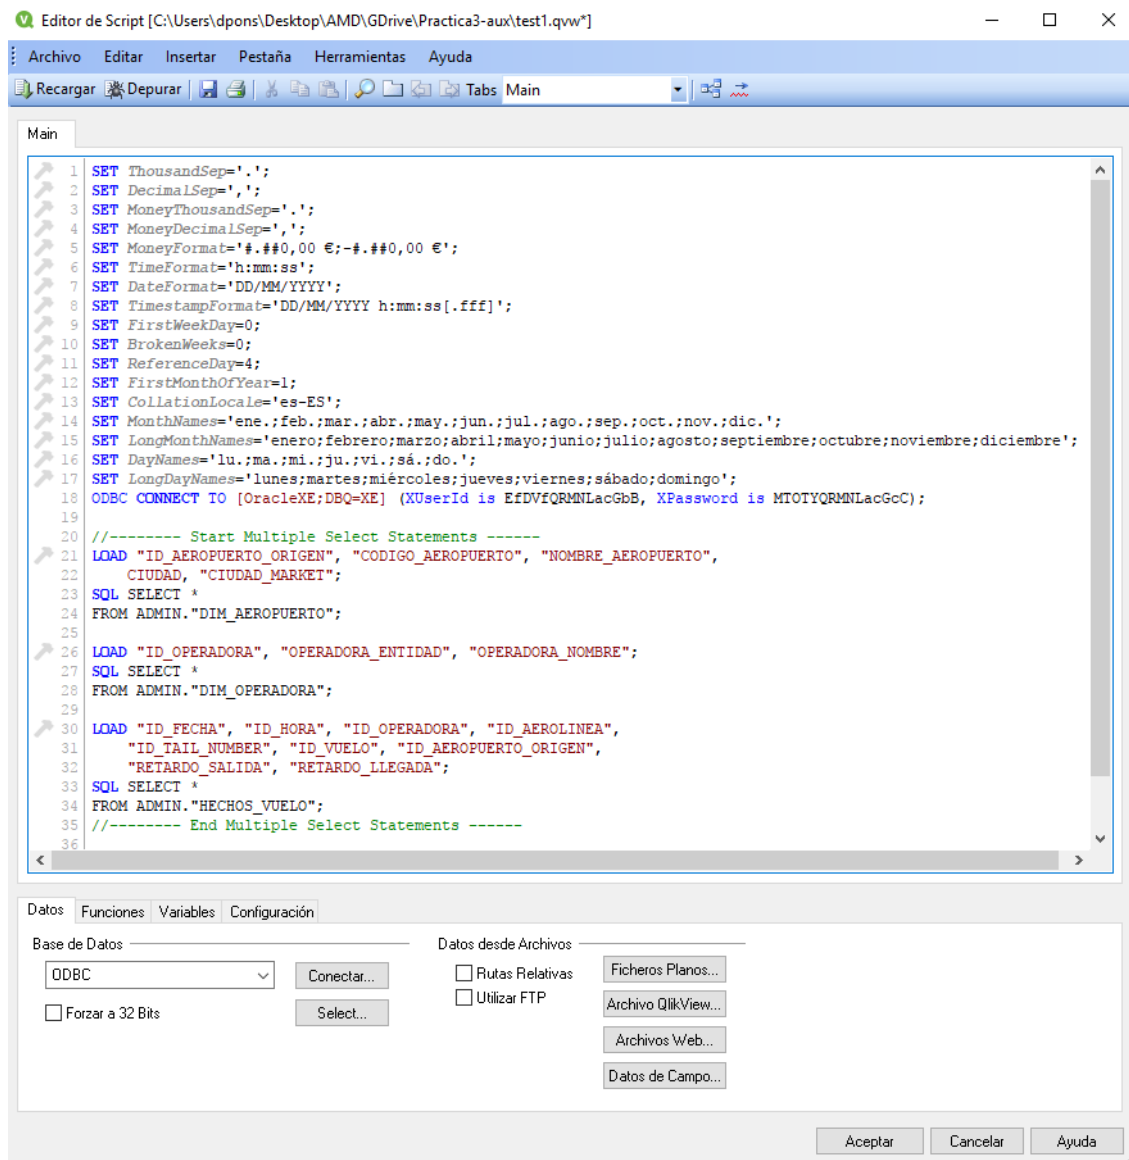 Editor de Script [C:\Users\dpons\Desktop\AMD\GDrive\Practica3-aux\test1.qvw*]
Archivo Editar Insertar Pestaña Herramientas Ayuda
Recargar Depurar Tabs Main
Main
1 SET ThousandSep='.';
2 SET DecimalSep=',';
3 SET MoneyThousandSep='.';
4 SET MoneyDecimalSep=',';
5 SET MoneyFormat='#.##0,00 €;-#.##0,00 €';
6 SET TimeFormat='h:mm:ss';
7 SET DateFormat='DD/MM/YYYY';
8 SET TimestampFormat='DD/MM/YYYY h:mm:ss[.fff]';
9 SET FirstWeekDay=0;
10 SET BrokenWeeks=0;
11 SET ReferenceDay=4;
12 SET FirstMonthOfYear=1;
13 SET CollationLocale='es-ES';
14 SET MonthNames='ene.;feb.;mar.;abr.;may.;jun.;jul.;ago.;sep.;oct.;nov.;dic.';
15 SET LongMonthNames='enero;febrero;marzo;abril;mayo;junio;julio;agosto;septiembre;octubre;noviembre;diciembre';
16 SET DayNames='lu.;ma.;mi.;ju.;vi.;sá.;do.';
17 SET LongDayNames='lunes;martes;miércoles;jueves;viernes;sábado;domingo';
18 ODBC CONNECT TO [OracleXE;DBQ=XE] (XUserId is EfDVfQRMNLacGbB, XPassword is MTOTYQRMNLacGcC);
19
20 //-------- Start Multiple Select Statements ------
21 LOAD "ID_AEROPUERTO_ORIGEN", "CODIGO_AEROPUERTO", "NOMBRE_AEROPUERTO",
22 CIUDAD, "CIUDAD_MARKET";
23 SQL SELECT *
24 FROM ADMIN."DIM_AEROPUERTO";
25
26 LOAD "ID_OPERADORA", "OPERADORA_ENTIDAD", "OPERADORA_NOMBRE";
27 SQL SELECT *
28 FROM ADMIN."DIM_OPERADORA";
29
30 LOAD "ID_FECHA", "ID_HORA", "ID_OPERADORA", "ID_AEROLINEA",
31 "ID_TAIL_NUMBER", "ID_VUELO", "ID_AEROPUERTO_ORIGEN",
32 "RETARDO_SALIDA", "RETARDO_LLEGADA";
33 SQL SELECT *
34 FROM ADMIN."HECHOS_VUELO";
35 //-------- End Multiple Select Statements ------
36
Datos Funciones Variables Configuración
Base de Datos Datos desde Archivos
ODBC Conectar... Rutas Relativas Ficheros Planos...
Utilizar FTP Archivo QlikView...
Forzar a 32 Bits Select...
Archivos Web...
Datos de Campo...
Aceptar Cancelar Ayuda